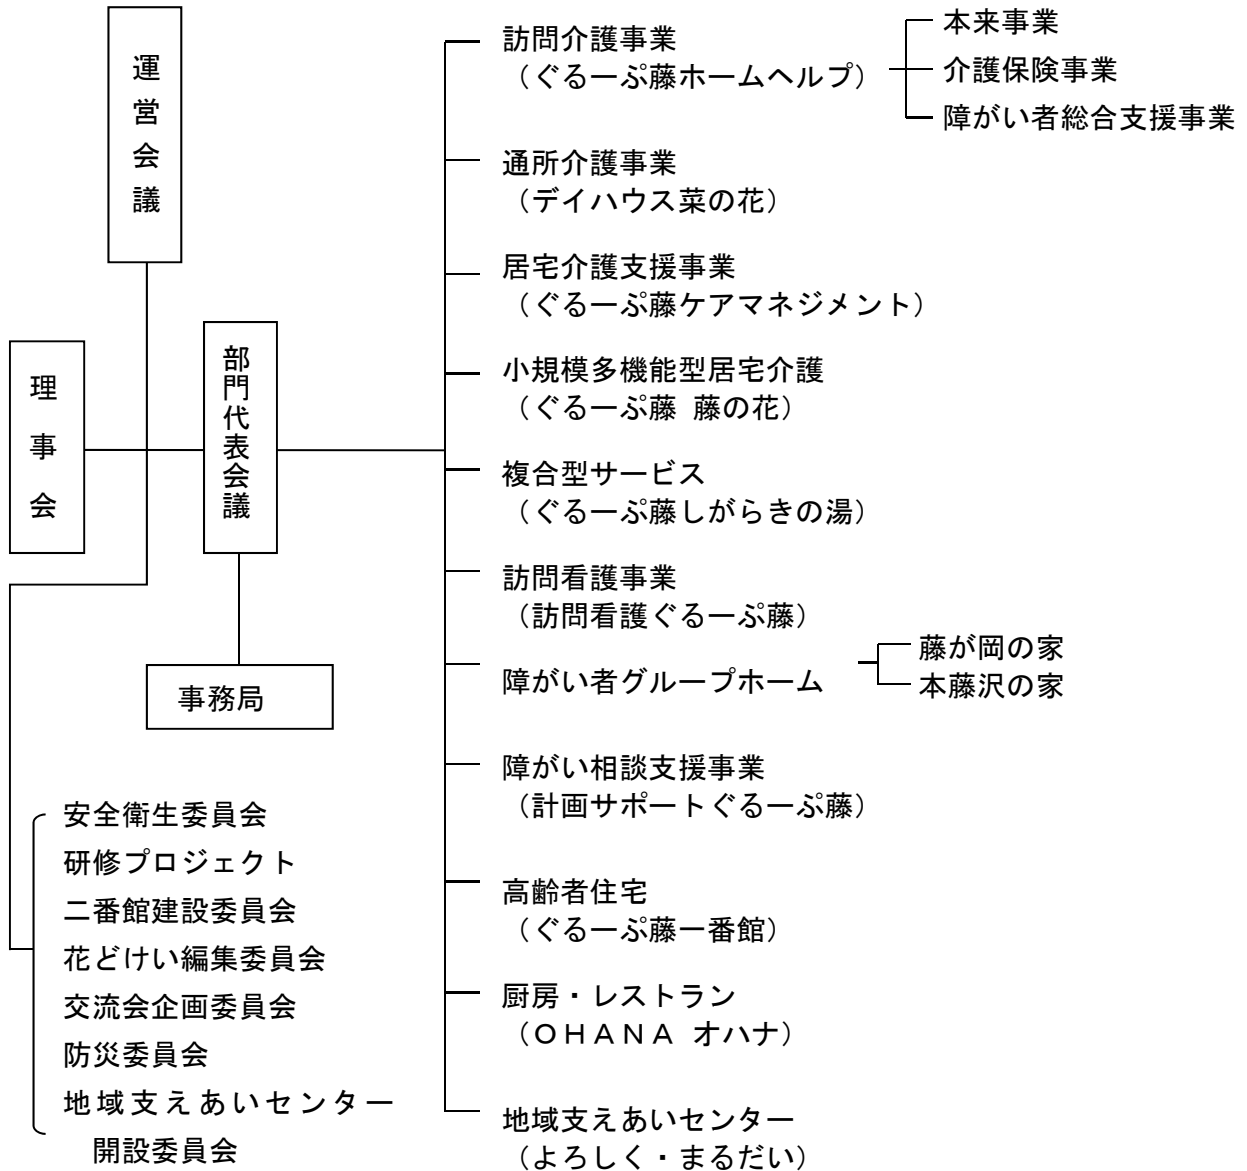 運営会議
理事会
部門代表会議
事務局
安全衛生委員会
研修プロジェクト
二番館建設委員会
花どけい編集委員会
交流会企画委員会
防災委員会
地域支えあいセンター
開設委員会
訪問介護事業
（ぐるーぷ藤ホームヘルプ）
本来事業
介護保険事業
障がい者総合支援事業
通所介護事業
（デイハウス菜の花）
居宅介護支援事業
（ぐるーぷ藤ケアマネジメント）
小規模多機能型居宅介護
（ぐるーぷ藤 藤の花）
複合型サービス
（ぐるーぷ藤しがらきの湯）
訪問看護事業
（訪問看護ぐるーぷ藤）
障がい者グループホーム
藤が岡の家
本藤沢の家
障がい相談支援事業
（計画サポートぐるーぷ藤）
高齢者住宅
（ぐるーぷ藤一番館）
厨房・レストラン
（ＯＨＡＮＡ オハナ）
地域支えあいセンター
（よろしく・まるだい）